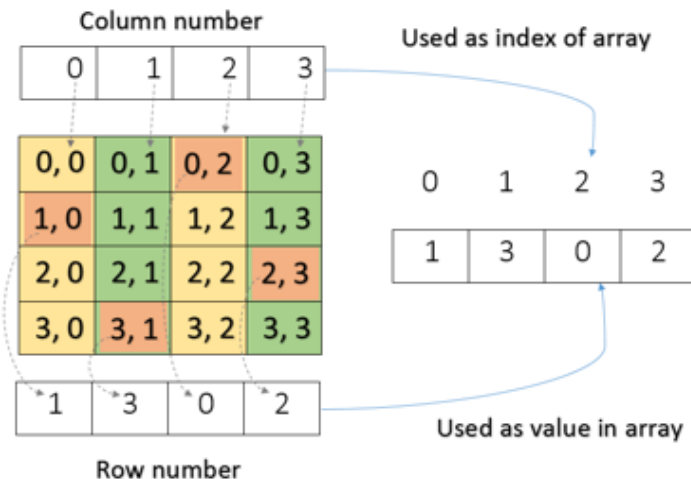 Column number
Used as index of array
0 1 2 3
0, 0 0, 1 0, 2 0, 3
0 1 2 3
1, 0 1, 1 1, 2 1, 3
1 3 0 2
2, 0 2, 1 2, 2 2, 3
3, 0 3, 1 3, 2 3, 3
1 3 0 2
Used as value in array
Row number